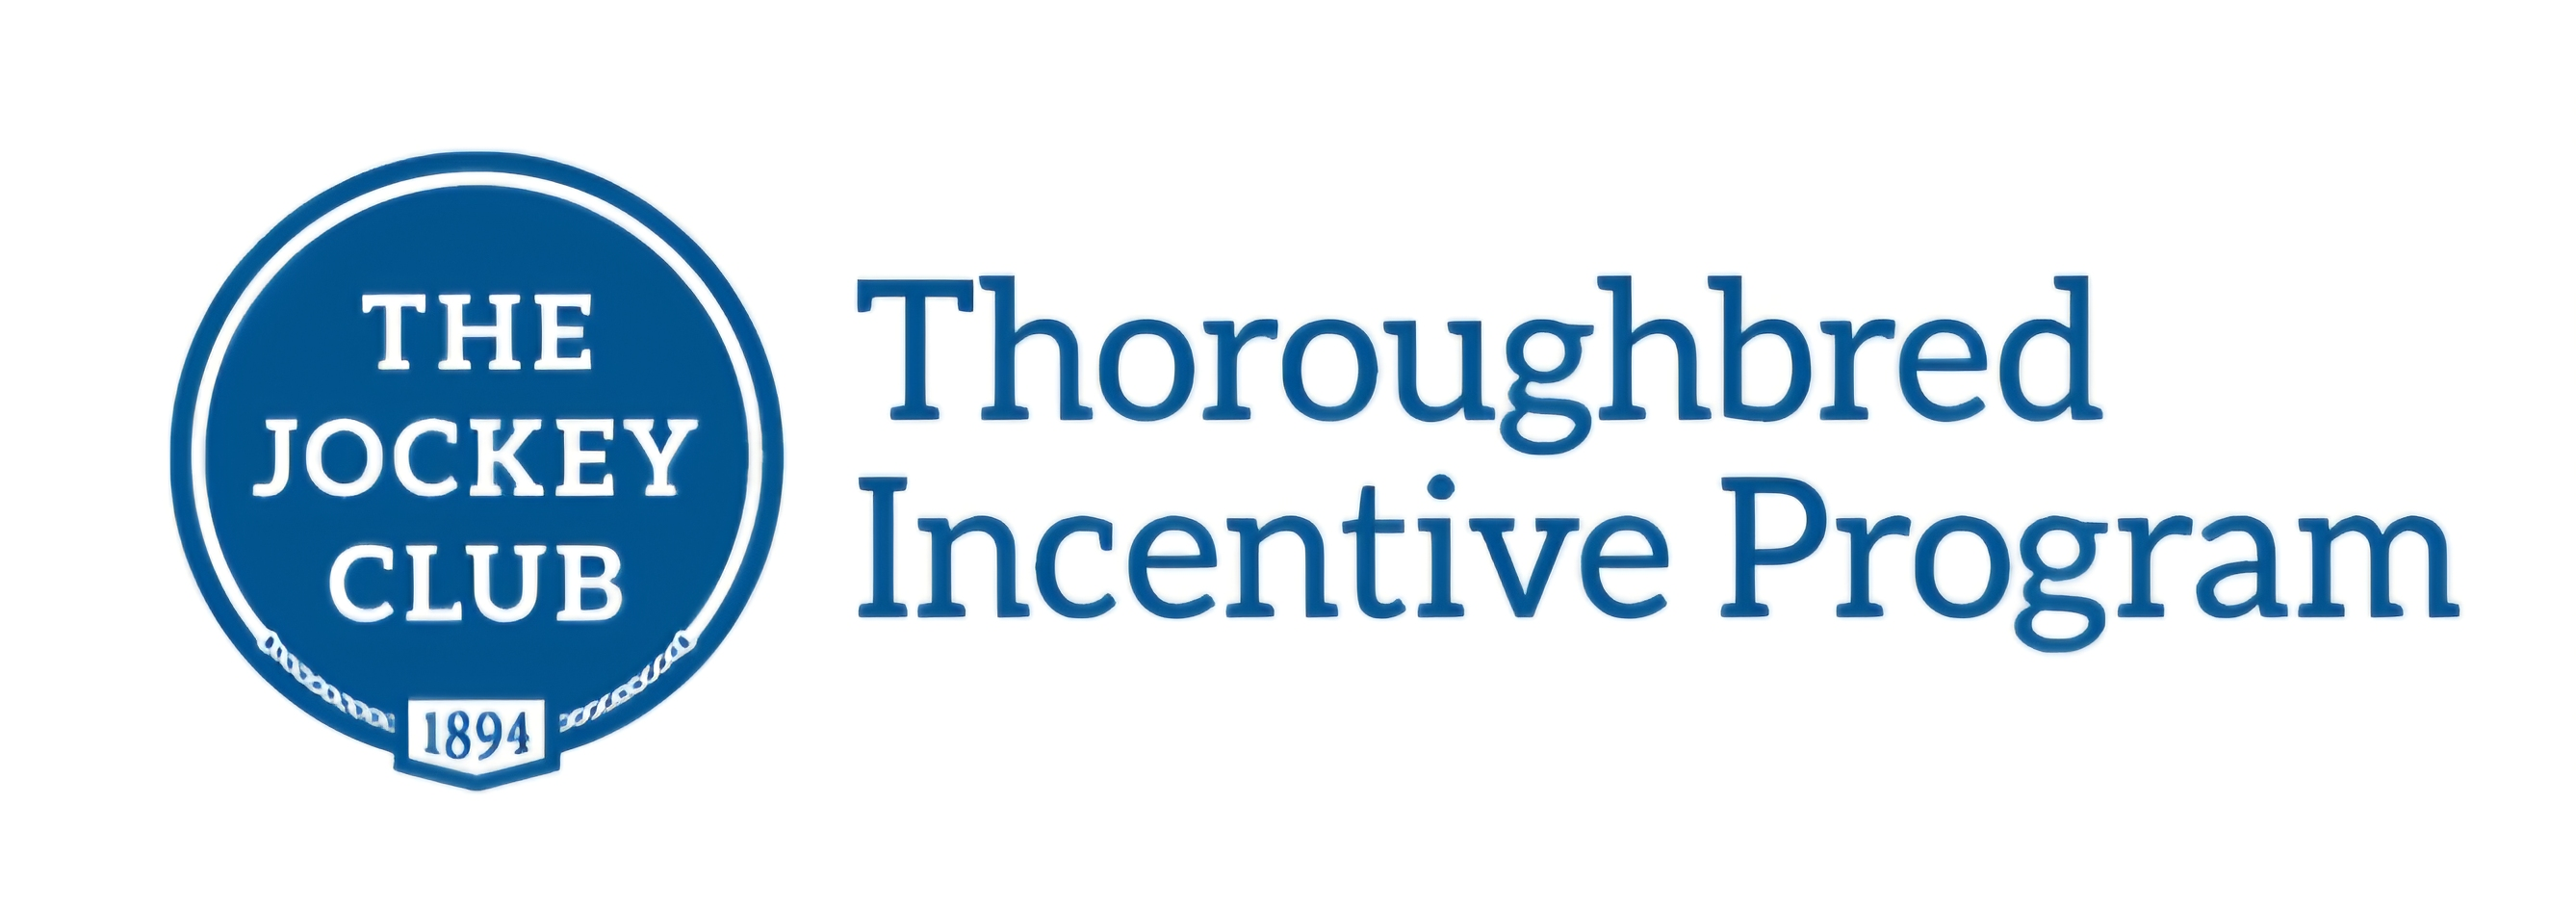 THE
JOCKEY
CLUB
1894
Thoroughbred
Incentive Program